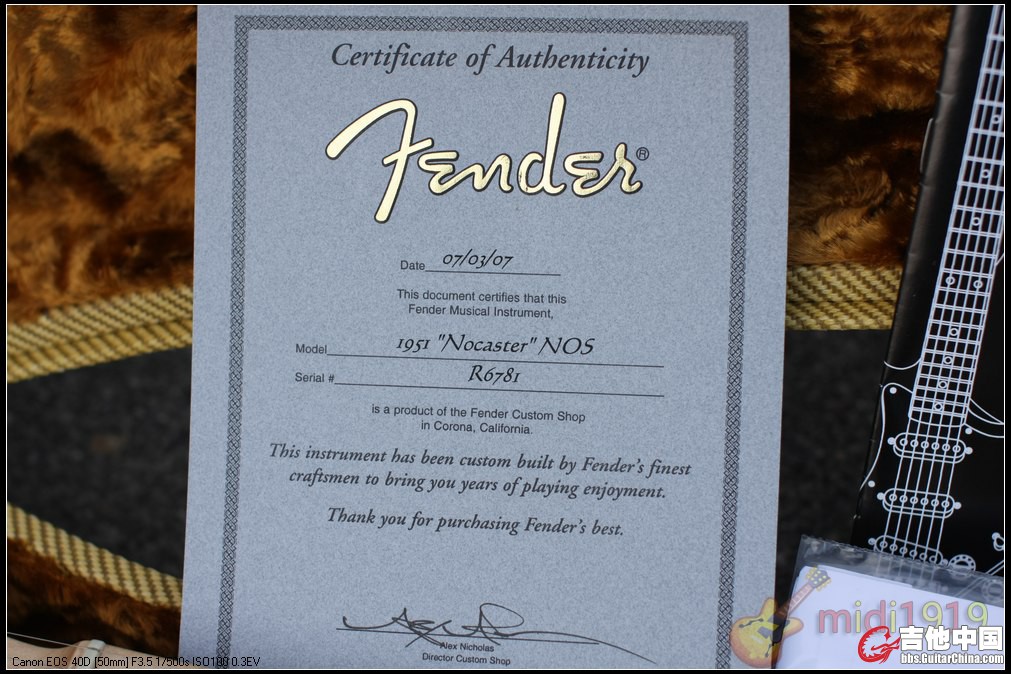 Certificate of Authenticity
Fender®
Date 07/03/07
This document certifies that this
Fender Musical Instrument,
Model 1951 "Nocaster" NOS
Serial # R6781
is a product of the Fender Custom Shop
in Corona, California.
This instrument has been custom built by Fender's finest
craftsmen to bring you years of playing enjoyment.
Thank you for purchasing Fender's best.
Alex Nicholas
Director Custom Shop
midi1919
吉他中国
bbs.GuitarChina.com
Canon EOS 40D [50mm] F3.5 1/500s ISO100 0.3EV